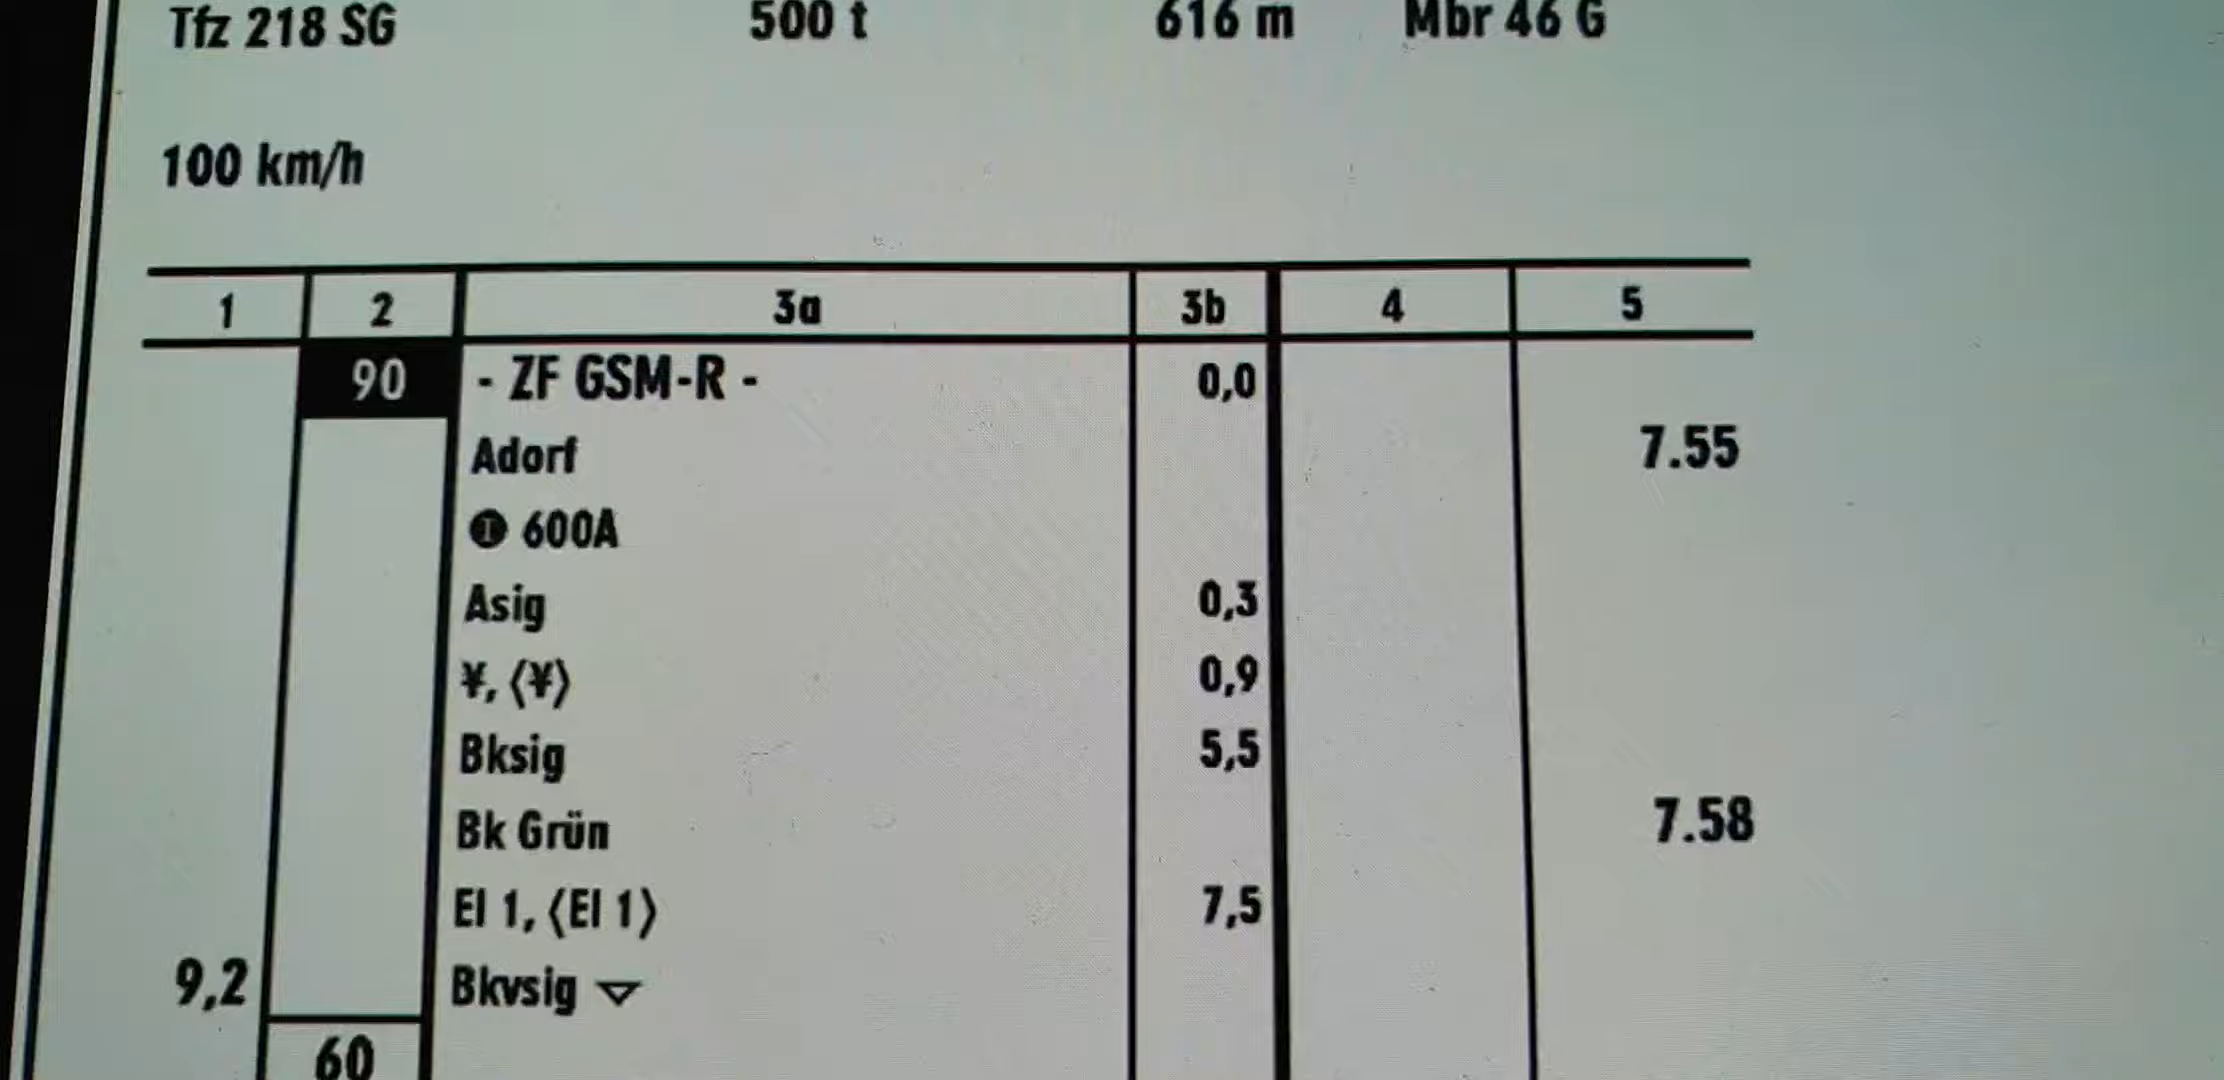 Tfz 218 SG 500 t 616 m Mbr 46 G
100 km/h
1 2 3a 3b 4 5
90 - ZF GSM-R - 0,0
Adorf 7.55
I 600A
Asig 0,3
¥, ⟨¥⟩ 0,9
Bksig 5,5
Bk Grün 7.58
El 1, ⟨El 1⟩ 7,5
9,2 Bkvsig ▽
60